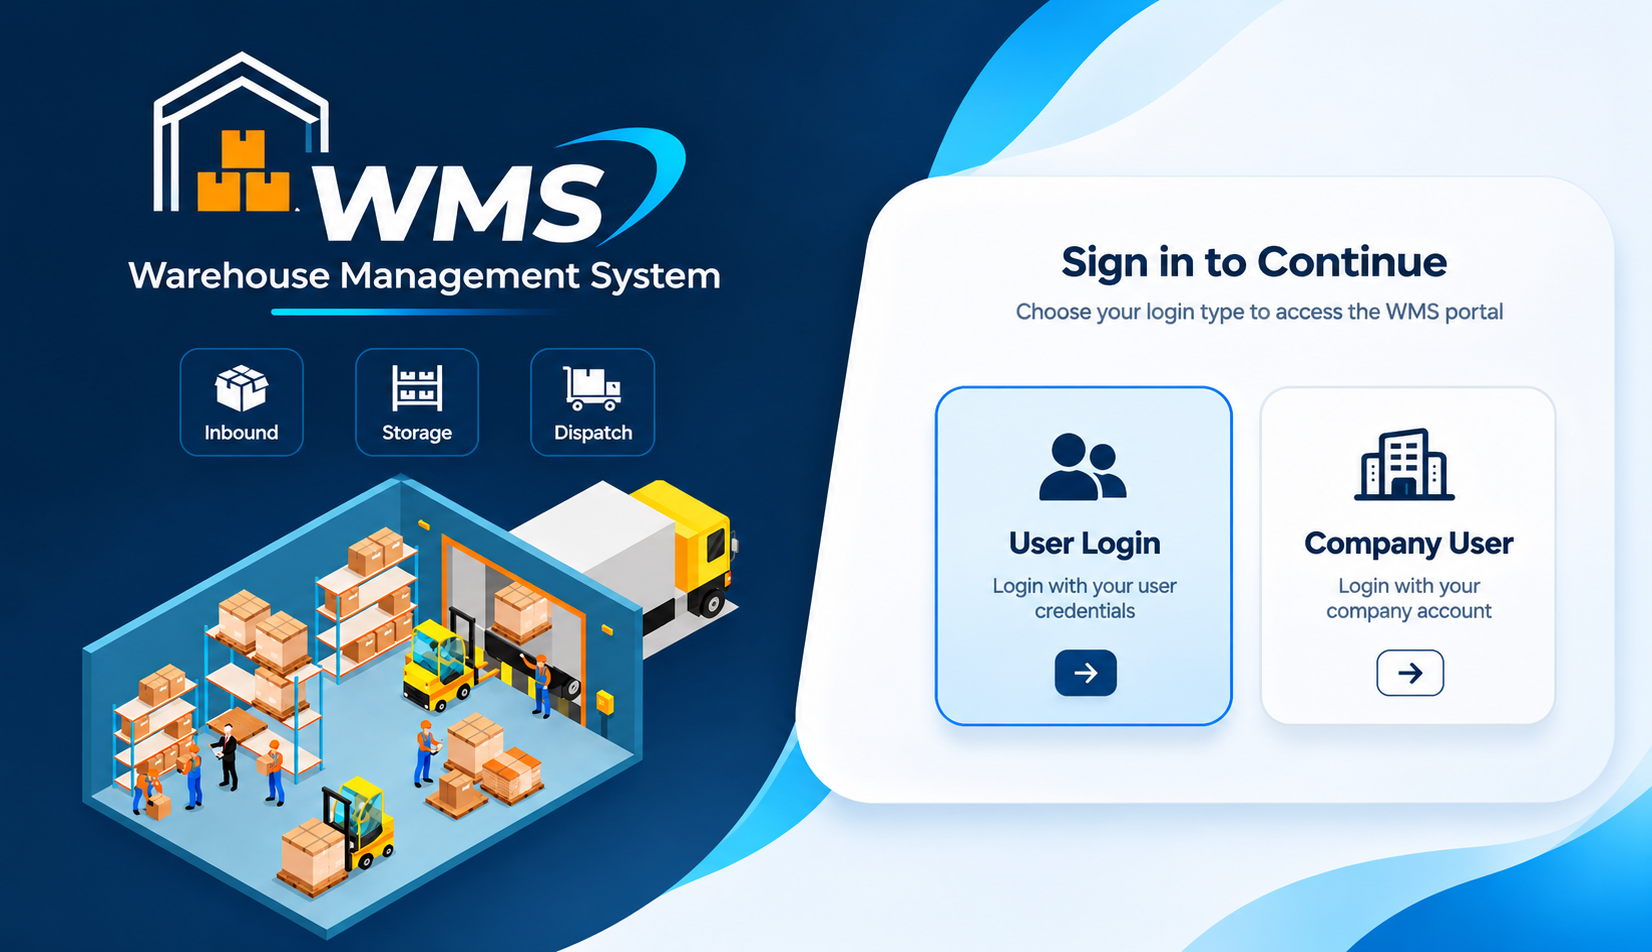 WMS
Warehouse Management System
Inbound
Storage
Dispatch
Sign in to Continue
Choose your login type to access the WMS portal
User Login
Login with your user
credentials
Company User
Login with your
company account